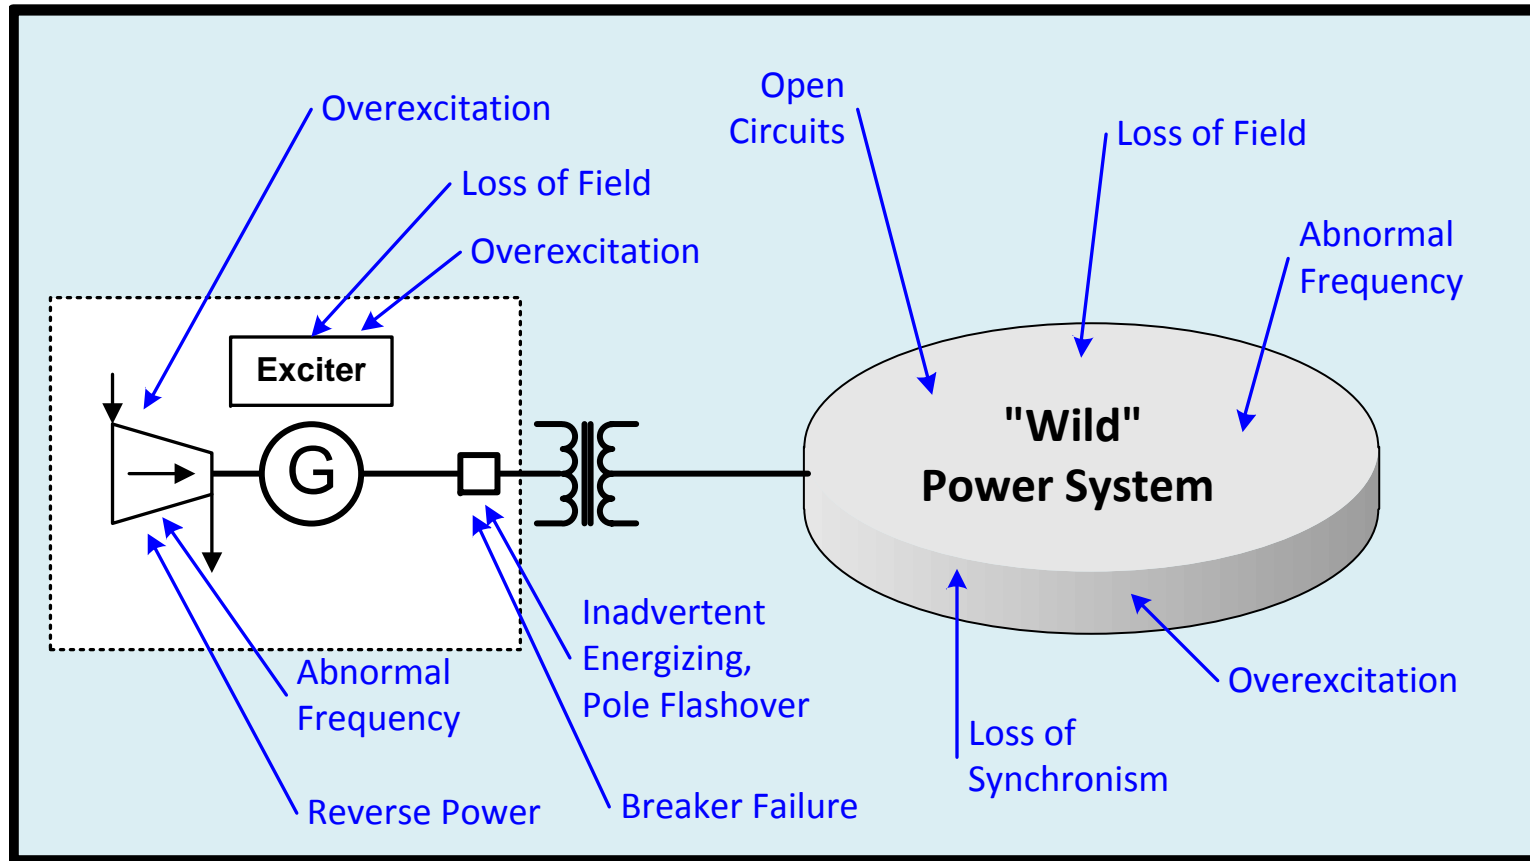 Overexcitation
Open
Circuits
Loss of Field
Loss of Field
Overexcitation
Abnormal
Frequency
Exciter
G
"Wild"
Power System
Inadvertent
Energizing,
Pole Flashover
Abnormal
Frequency
Overexcitation
Loss of
Synchronism
Reverse Power
Breaker Failure